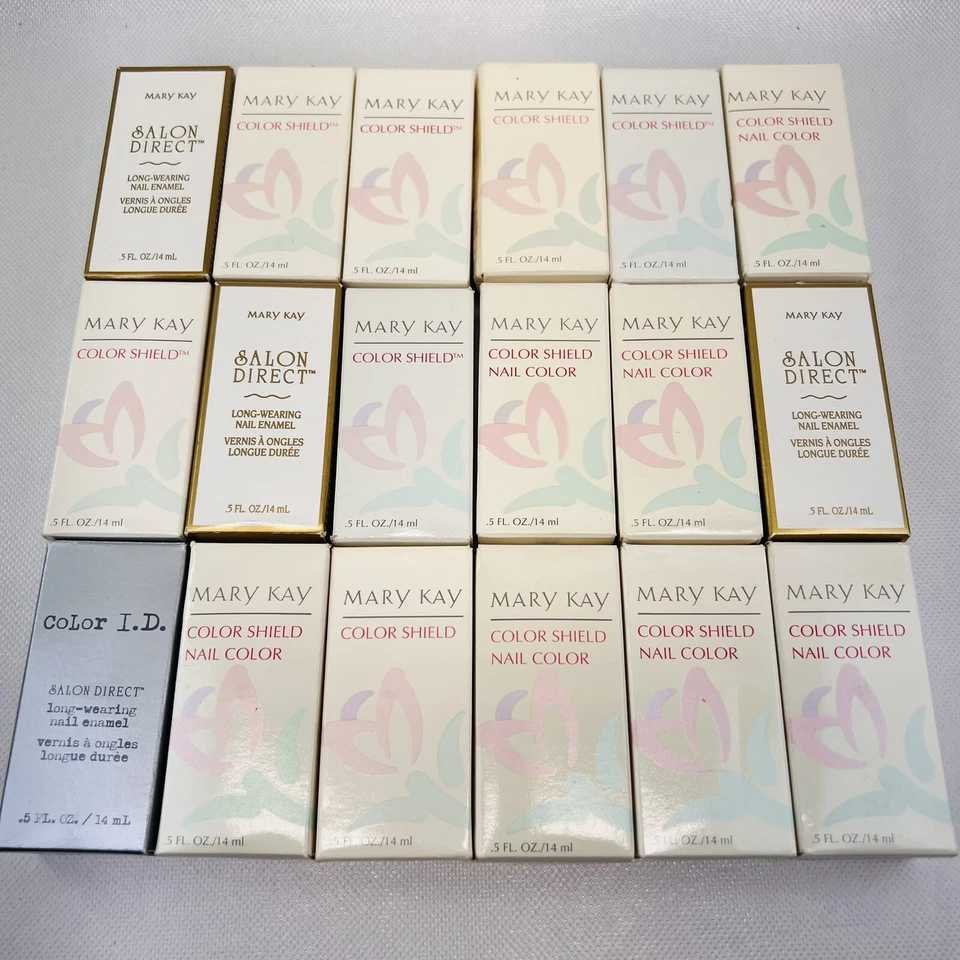 MARY KAY
SALON
DIRECT™
LONG-WEARING
NAIL ENAMEL
VERNIS À ONGLES
LONGUE DURÉE
.5 FL. OZ./14 mL
MARY KAY
COLOR SHIELD™
.5 FL. OZ./14 ml
MARY KAY
COLOR SHIELD™
.5 FL. OZ./14 ml
MARY KAY
COLOR SHIELD
.5 FL. OZ./14 ml
MARY KAY
COLOR SHIELD™
.5 FL. OZ./14 ml
MARY KAY
COLOR SHIELD
NAIL COLOR
.5 FL. OZ./14 ml
MARY KAY
COLOR SHIELD™
.5 FL. OZ./14 ml
MARY KAY
SALON
DIRECT™
LONG-WEARING
NAIL ENAMEL
VERNIS À ONGLES
LONGUE DURÉE
.5 FL. OZ./14 mL
MARY KAY
COLOR SHIELD™
.5 FL. OZ./14 ml
MARY KAY
COLOR SHIELD
NAIL COLOR
.5 FL. OZ./14 ml
MARY KAY
COLOR SHIELD
NAIL COLOR
.5 FL. OZ./14 ml
MARY KAY
SALON
DIRECT™
LONG-WEARING
NAIL ENAMEL
VERNIS À ONGLES
LONGUE DURÉE
.5 FL. OZ./14 mL
color I.D.
SALON DIRECT™
long-wearing
nail enamel
vernis à ongles
longue durée
.5 FL. OZ. / 14 mL
MARY KAY
COLOR SHIELD
NAIL COLOR
.5 FL. OZ./14 ml
MARY KAY
COLOR SHIELD
.5 FL. OZ./14 ml
MARY KAY
COLOR SHIELD
NAIL COLOR
.5 FL. OZ./14 ml
MARY KAY
COLOR SHIELD
NAIL COLOR
.5 FL. OZ./14 ml
MARY KAY
COLOR SHIELD
NAIL COLOR
.5 FL. OZ./14 ml